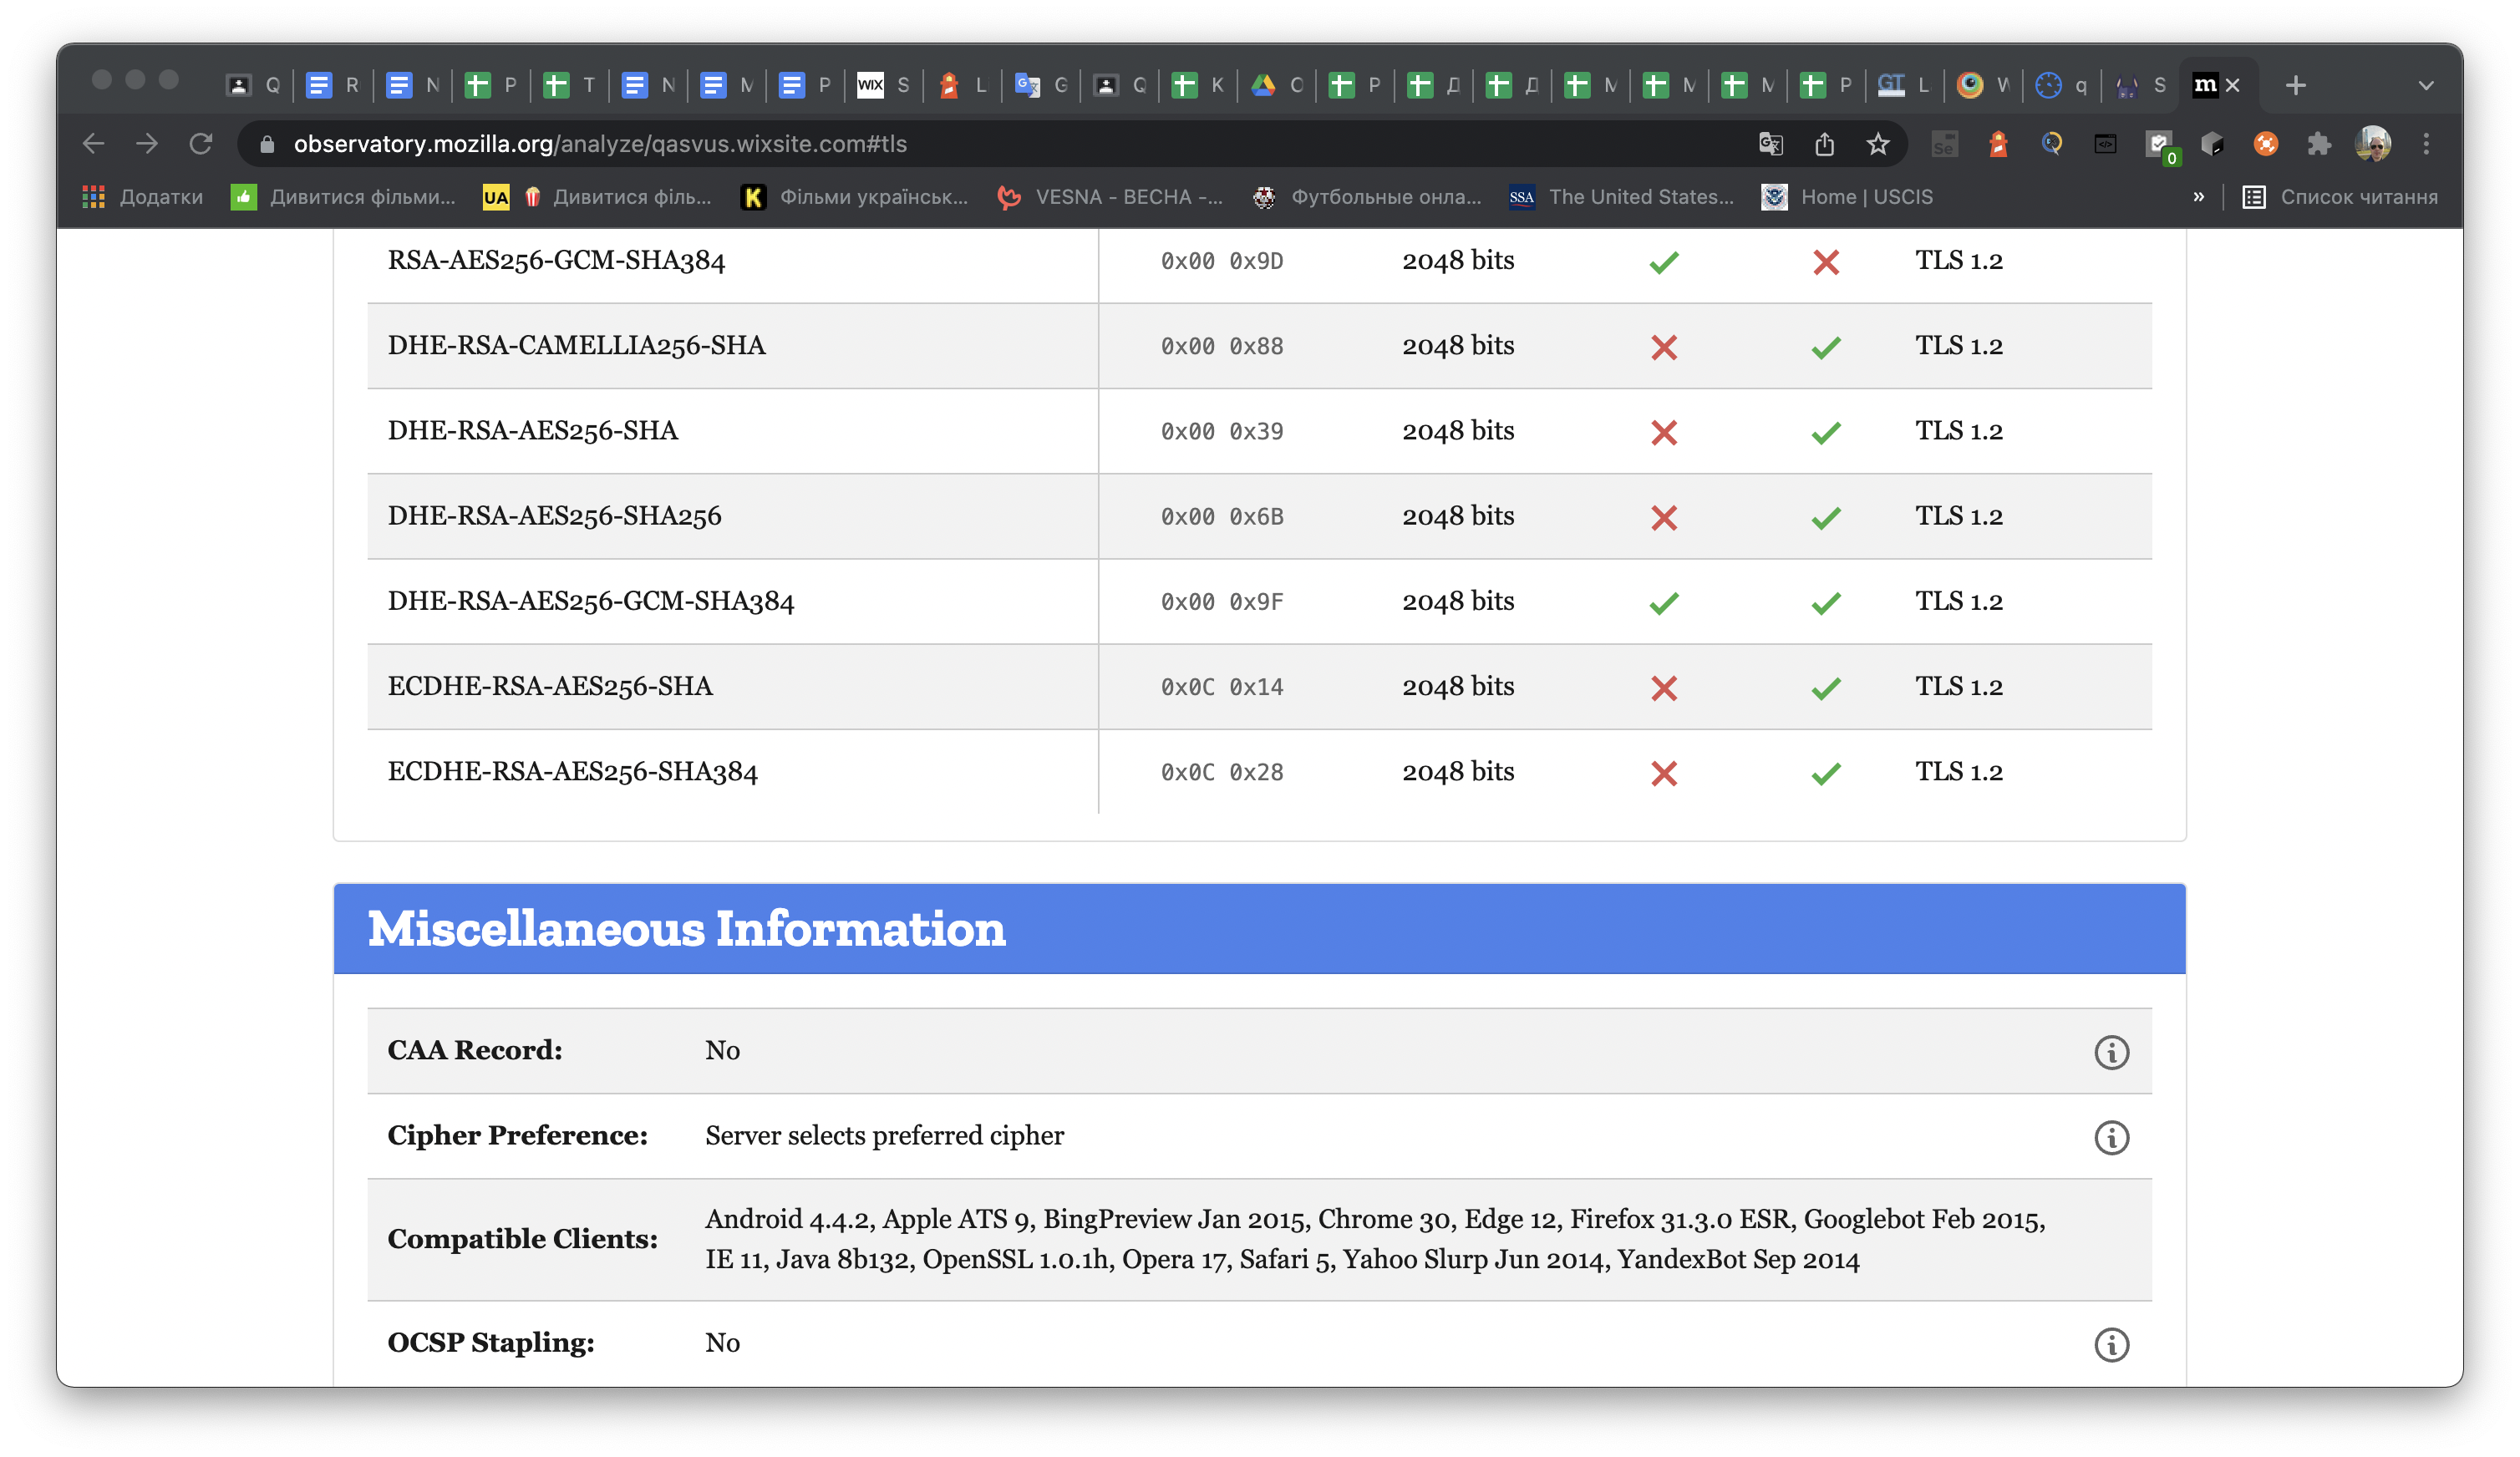 Q R N P T N M P WIX S L G Q K O P Д Д M M M P GT L W q S m
observatory.mozilla.org/analyze/qasvus.wixsite.com#tls Se 0
Додатки Дивитися фільми... UA Дивитися філь... K Фільми українськ... VESNA - ВЕСНА -... Футбольные онла... SSA The United States... Home | USCIS » Список читання
RSA-AES256-GCM-SHA384 0x00 0x9D 2048 bits TLS 1.2
DHE-RSA-CAMELLIA256-SHA 0x00 0x88 2048 bits TLS 1.2
DHE-RSA-AES256-SHA 0x00 0x39 2048 bits TLS 1.2
DHE-RSA-AES256-SHA256 0x00 0x6B 2048 bits TLS 1.2
DHE-RSA-AES256-GCM-SHA384 0x00 0x9F 2048 bits TLS 1.2
ECDHE-RSA-AES256-SHA 0x0C 0x14 2048 bits TLS 1.2
ECDHE-RSA-AES256-SHA384 0x0C 0x28 2048 bits TLS 1.2
Miscellaneous Information
CAA Record: No
Cipher Preference: Server selects preferred cipher
Compatible Clients: Android 4.4.2, Apple ATS 9, BingPreview Jan 2015, Chrome 30, Edge 12, Firefox 31.3.0 ESR, Googlebot Feb 2015,
IE 11, Java 8b132, OpenSSL 1.0.1h, Opera 17, Safari 5, Yahoo Slurp Jun 2014, YandexBot Sep 2014
OCSP Stapling: No